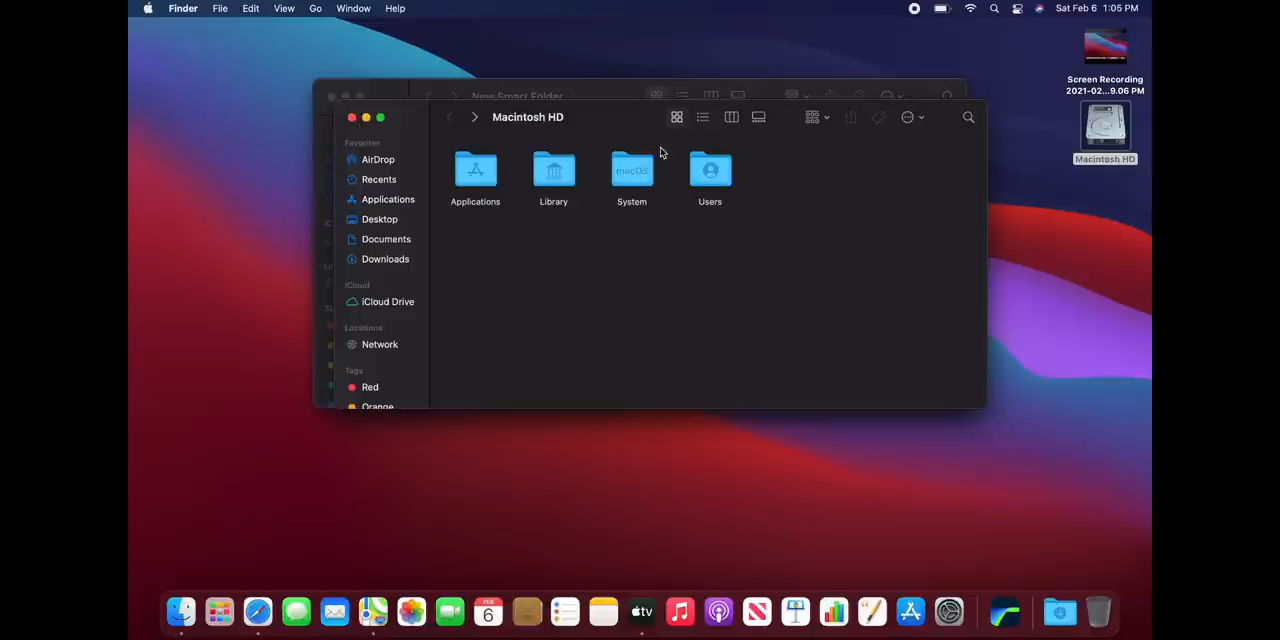 Finder File Edit View Go Window Help Sat Feb 6 1:05 PM
Screen Recording
2021-02...9.06 PM
Macintosh HD
New Smart Folder
Macintosh HD
Favorites
AirDrop
Recents
Applications
Desktop
Documents
Downloads
iCloud
iCloud Drive
Locations
Network
Tags
Red
Orange
macOS
Applications Library System Users
FEB
6
tv